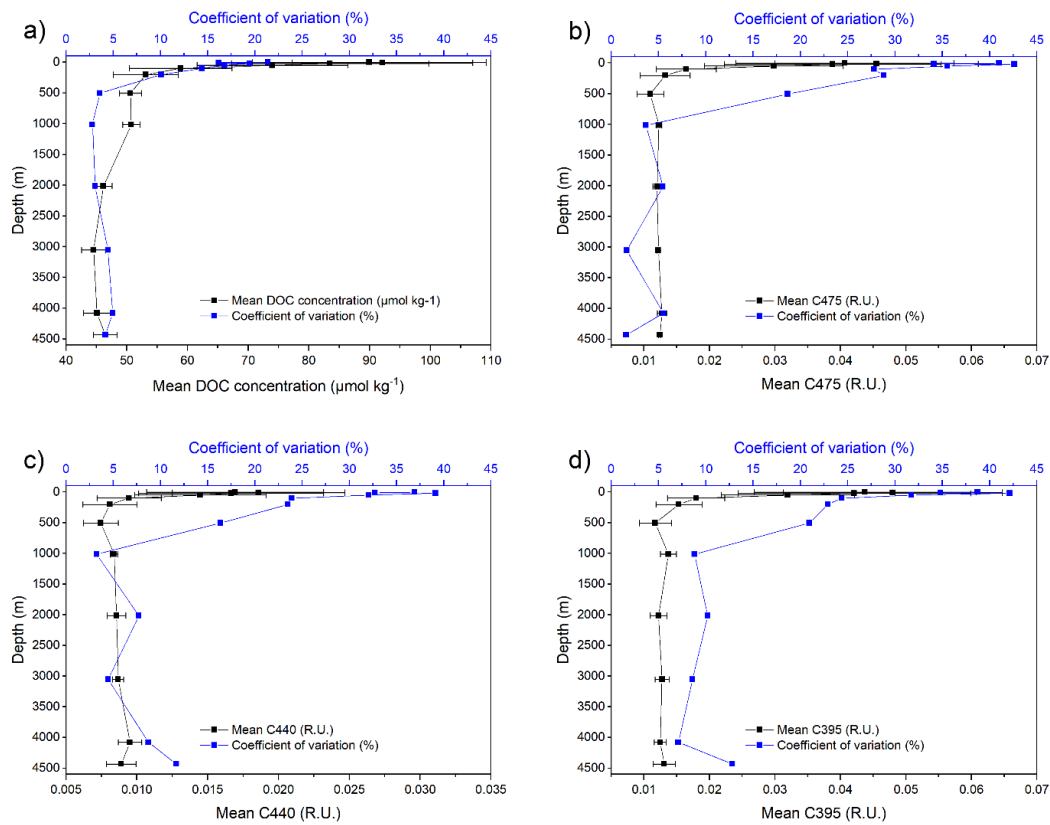 a)
Coefficient of variation (%)
0 5 10 15 20 25 30 35 40 45
0
500
1000
1500
2000
2500
3000
3500
4000
4500
Depth (m)
Mean DOC concentration (µmol kg-1)
Coefficient of variation (%)
40 50 60 70 80 90 100 110
Mean DOC concentration (µmol kg⁻¹)
b)
Coefficient of variation (%)
0 5 10 15 20 25 30 35 40 45
0
500
1000
1500
2000
2500
3000
3500
4000
4500
Depth (m)
Mean C475 (R.U.)
Coefficient of variation (%)
0.01 0.02 0.03 0.04 0.05 0.06 0.07
Mean C475 (R.U.)
c)
Coefficient of variation (%)
0 5 10 15 20 25 30 35 40 45
0
500
1000
1500
2000
2500
3000
3500
4000
4500
Depth (m)
Mean C440 (R.U.)
Coefficient of variation (%)
0.005 0.010 0.015 0.020 0.025 0.030 0.035
Mean C440 (R.U.)
d)
Coefficient of variation (%)
0 5 10 15 20 25 30 35 40 45
0
500
1000
1500
2000
2500
3000
3500
4000
4500
Depth (m)
Mean C395 (R.U.)
Coefficient of variation (%)
0.01 0.02 0.03 0.04 0.05 0.06 0.07
Mean C395 (R.U.)